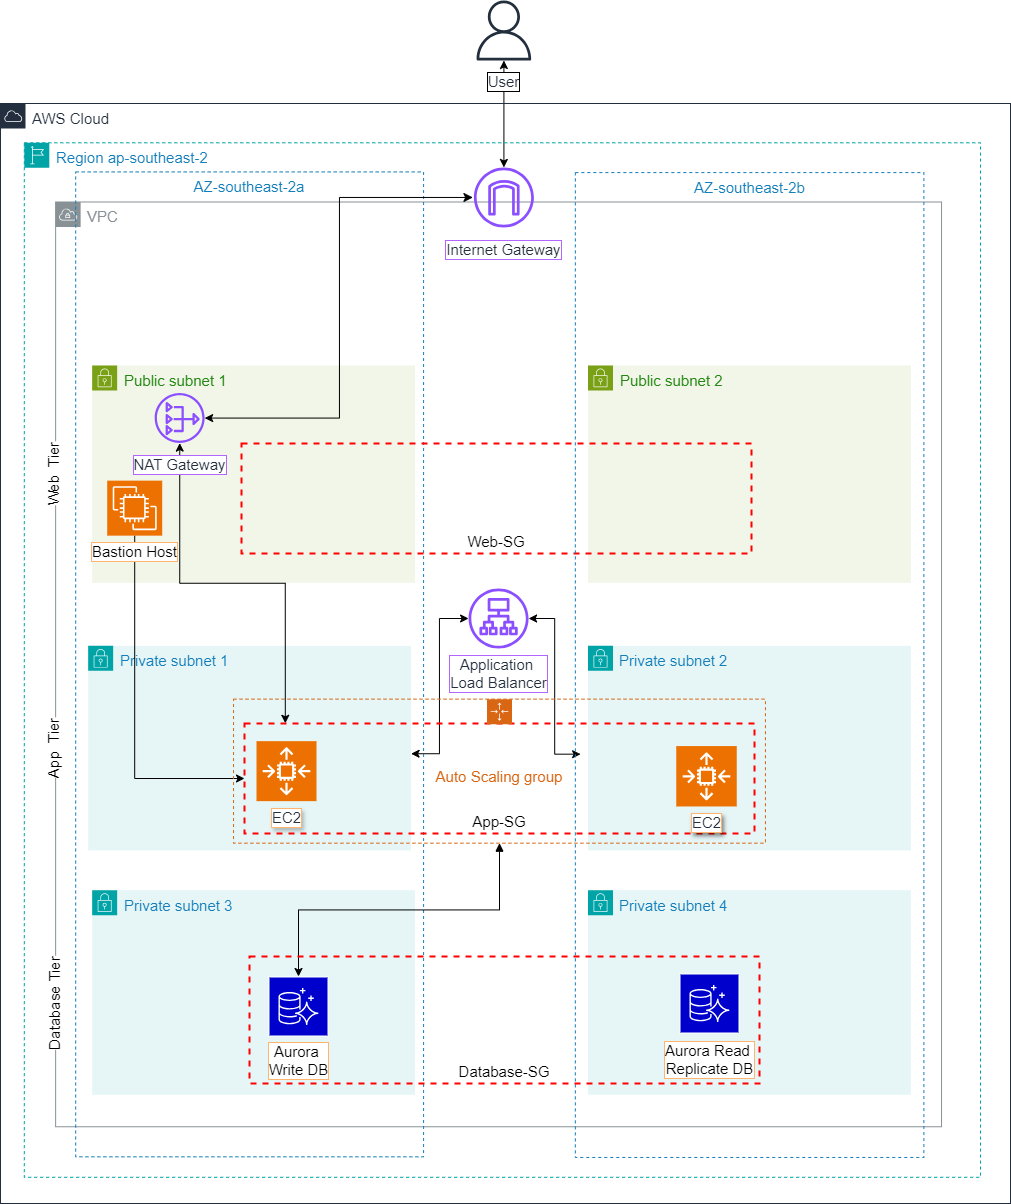 User
AWS Cloud
Region ap-southeast-2
AZ-southeast-2a
AZ-southeast-2b
VPC
Internet Gateway
Public subnet 1
Public subnet 2
Web Tier
NAT Gateway
Bastion Host
Web-SG
Application
Load Balancer
Private subnet 1
Private subnet 2
App Tier
Auto Scaling group
EC2
EC2
App-SG
Private subnet 3
Private subnet 4
Database Tier
Aurora
Write DB
Aurora Read
Replicate DB
Database-SG